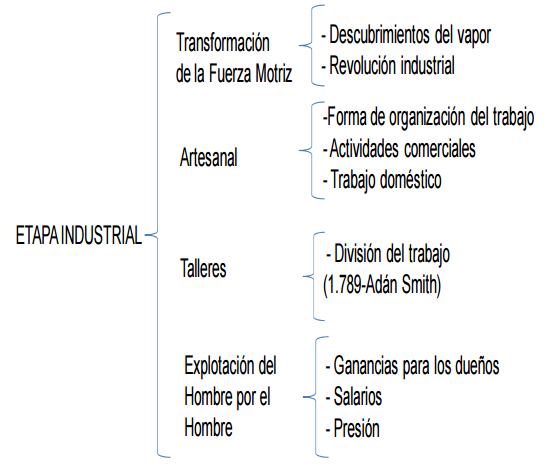 Transformación
de la Fuerza Motriz
- Descubrimientos del vapor
- Revolución industrial
Artesanal
-Forma de organización del trabajo
- Actividades comerciales
- Trabajo doméstico
ETAPA INDUSTRIAL
Talleres
- División del trabajo
(1.789-Adán Smith)
Explotación del
Hombre por el
Hombre
- Ganancias para los dueños
- Salarios
- Presión